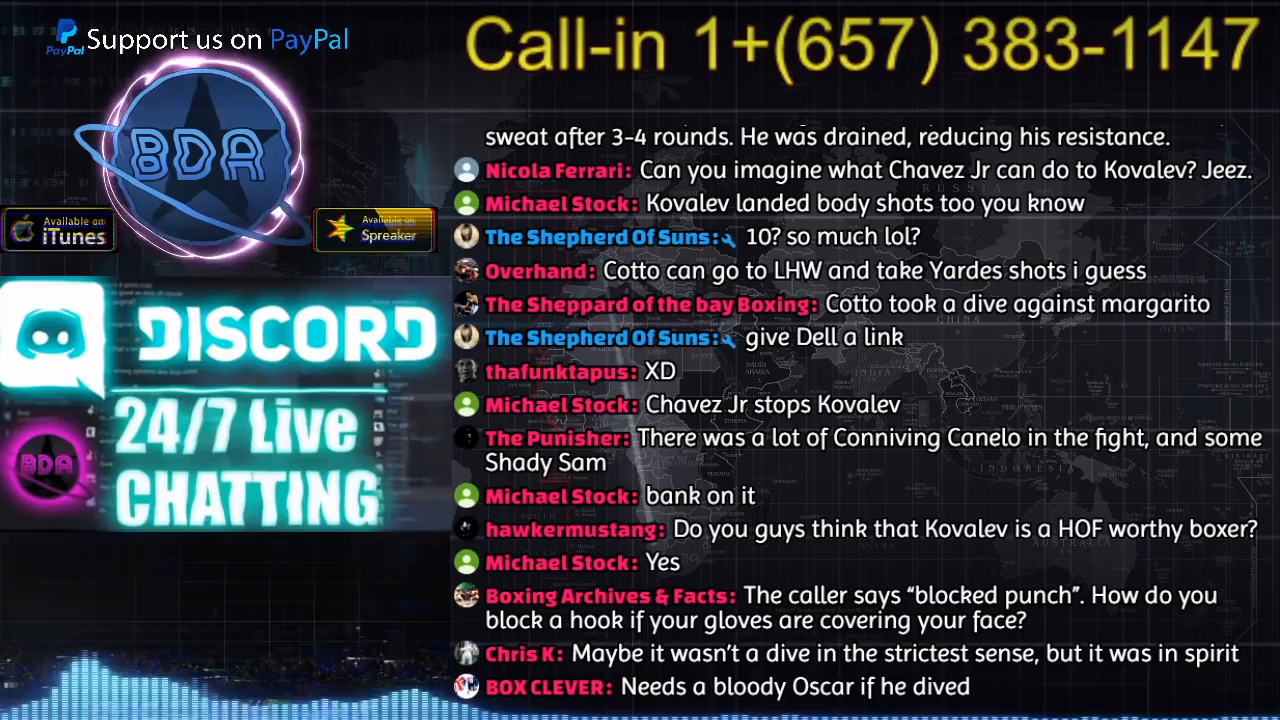 PayPal
Support us on PayPal
Call-in 1+(657) 383-1147
BDA
Available on
iTunes
Available on
Spreaker
DISCORD
24/7 Live
CHATTING
BDA
sweat after 3-4 rounds. He was drained, reducing his resistance.
Nicola Ferrari: Can you imagine what Chavez Jr can do to Kovalev? Jeez.
Michael Stock: Kovalev landed body shots too you know
The Shepherd Of Suns: 10? so much lol?
Overhand: Cotto can go to LHW and take Yardes shots i guess
The Sheppard of the bay Boxing: Cotto took a dive against margarito
The Shepherd Of Suns: give Dell a link
thafunktapus: XD
Michael Stock: Chavez Jr stops Kovalev
The Punisher: There was a lot of Conniving Canelo in the fight, and some
Shady Sam
Michael Stock: bank on it
hawkermustang: Do you guys think that Kovalev is a HOF worthy boxer?
Michael Stock: Yes
Boxing Archives & Facts: The caller says “blocked punch”. How do you
block a hook if your gloves are covering your face?
Chris K: Maybe it wasn't a dive in the strictest sense, but it was in spirit
BOX CLEVER: Needs a bloody Oscar if he dived
RUSSIA
CHINA
INDONESIA